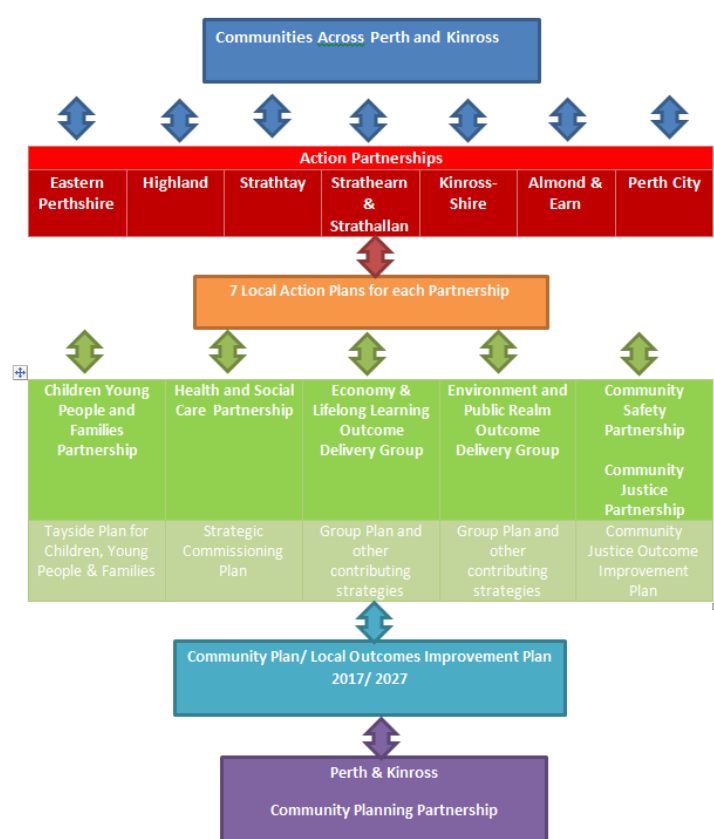 Communities Across Perth and Kinross
Action Partnerships
Eastern
Perthshire
Highland
Strathtay
Strathearn
&
Strathallan
Kinross-
Shire
Almond &
Earn
Perth City
7 Local Action Plans for each Partnership
Children Young
People and
Families
Partnership
Health and Social
Care Partnership
Economy &
Lifelong Learning
Outcome
Delivery Group
Environment and
Public Realm
Outcome
Delivery Group
Community
Safety
Partnership
Community
Justice
Partnership
Tayside Plan for
Children, Young
People & Families
Strategic
Commissioning
Plan
Group Plan and
other
contributing
strategies
Group Plan and
other
contributing
strategies
Community
Justice Outcome
Improvement
Plan
Community Plan/ Local Outcomes Improvement Plan
2017/ 2027
Perth & Kinross
Community Planning Partnership